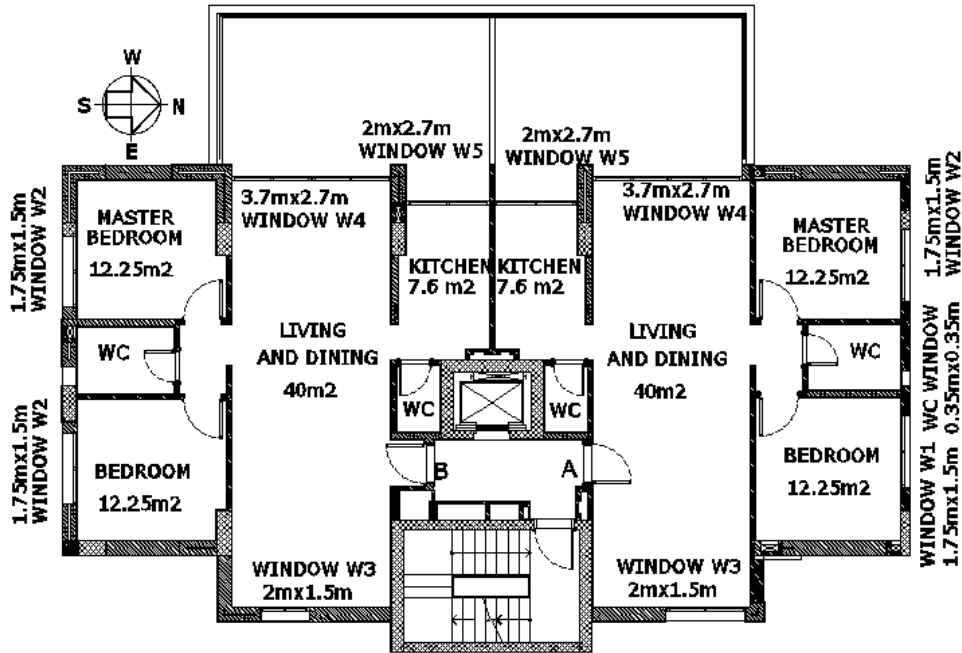 W
S
N
E
2mx2.7m
WINDOW W5
2mx2.7m
WINDOW W5
1.75mx1.5m
WINDOW W2
MASTER
BEDROOM
12.25m2
3.7mx2.7m
WINDOW W4
KITCHEN
7.6 m2
KITCHEN
7.6 m2
3.7mx2.7m
WINDOW W4
MASTER
BEDROOM
12.25m2
1.75mx1.5m
WINDOW W2
WC
LIVING
AND DINING
40m2
WC
WC
LIVING
AND DINING
40m2
WC
WC WINDOW
0.35mx0.35m
1.75mx1.5m
WINDOW W2
BEDROOM
12.25m2
B
A
BEDROOM
12.25m2
WINDOW W1
1.75mx1.5m
WINDOW W3
2mx1.5m
WINDOW W3
2mx1.5m